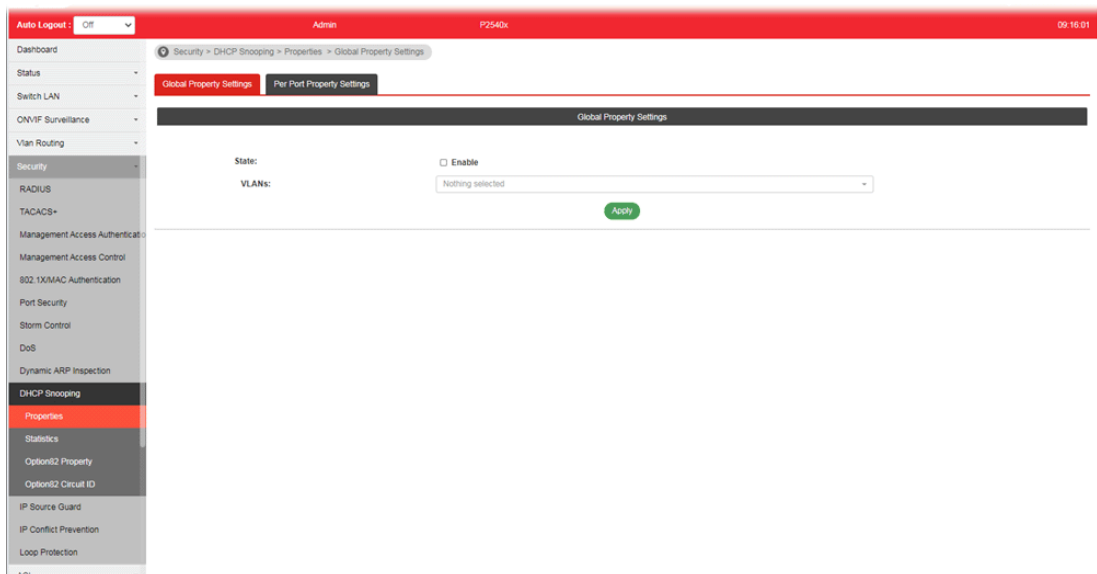 Auto Logout : Off Admin P2540x 09:16:01
Dashboard
Status
Switch LAN
ONVIF Surveillance
Vlan Routing
Security
RADIUS
TACACS+
Management Access Authenticatio
Management Access Control
802.1X/MAC Authentication
Port Security
Storm Control
DoS
Dynamic ARP Inspection
DHCP Snooping
Properties
Statistics
Option82 Property
Option82 Circuit ID
IP Source Guard
IP Conflict Prevention
Loop Protection
Security > DHCP Snooping > Properties > Global Property Settings
Global Property Settings Per Port Property Settings
Global Property Settings
State: Enable
VLANs: Nothing selected
Apply